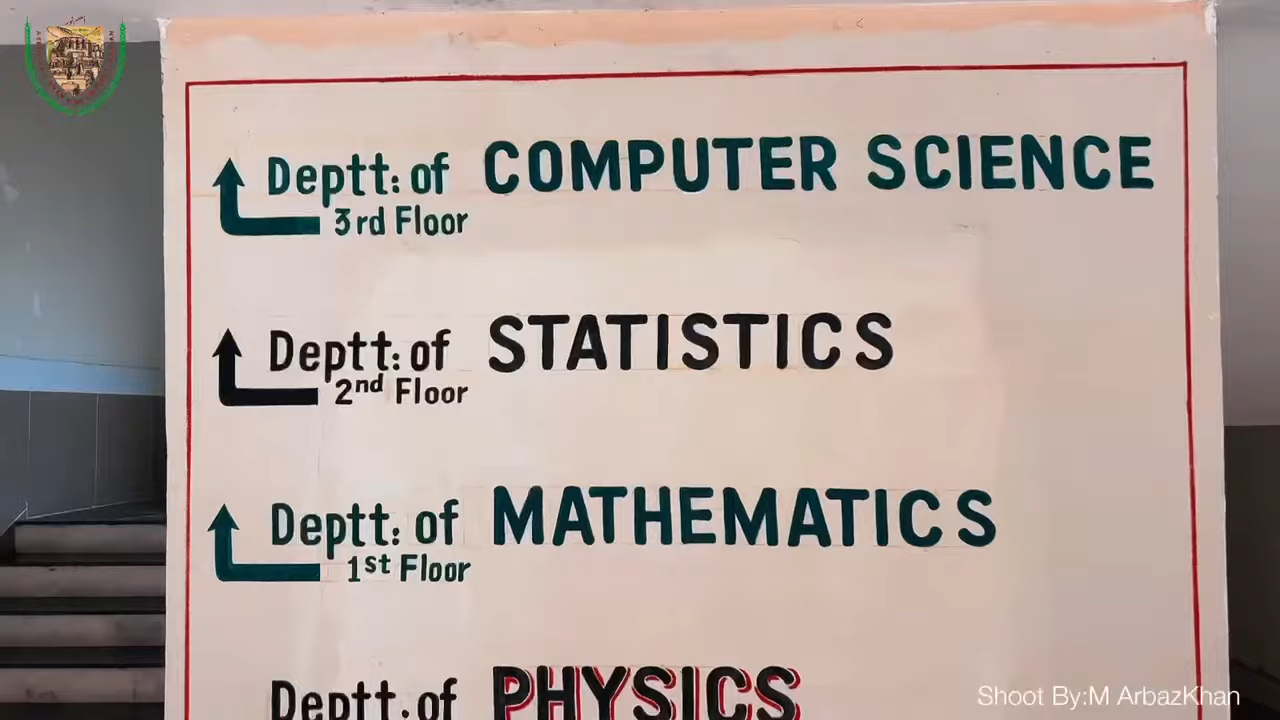 Deptt: of COMPUTER SCIENCE
3rd Floor
Deptt: of STATISTICS
2nd Floor
Deptt: of MATHEMATICS
1st Floor
Deptt. of PHYSICS
Shoot By:M ArbazKhan